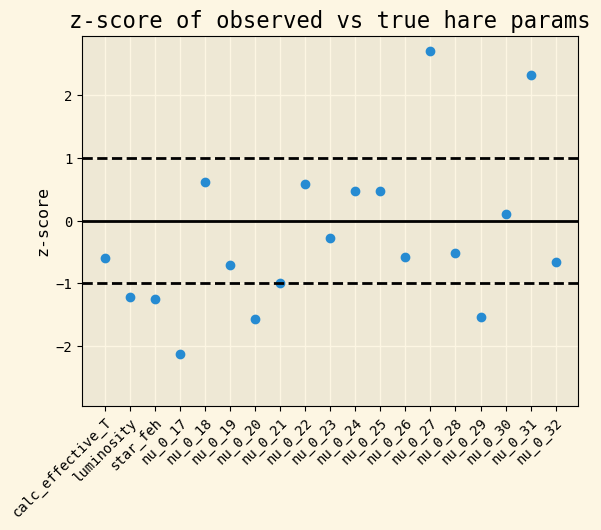 z-score of observed vs true hare params
z-score
2
1
0
−1
−2
calc_effective_T
luminosity
star_feh
nu_0_17
nu_0_18
nu_0_19
nu_0_20
nu_0_21
nu_0_22
nu_0_23
nu_0_24
nu_0_25
nu_0_26
nu_0_27
nu_0_28
nu_0_29
nu_0_30
nu_0_31
nu_0_32